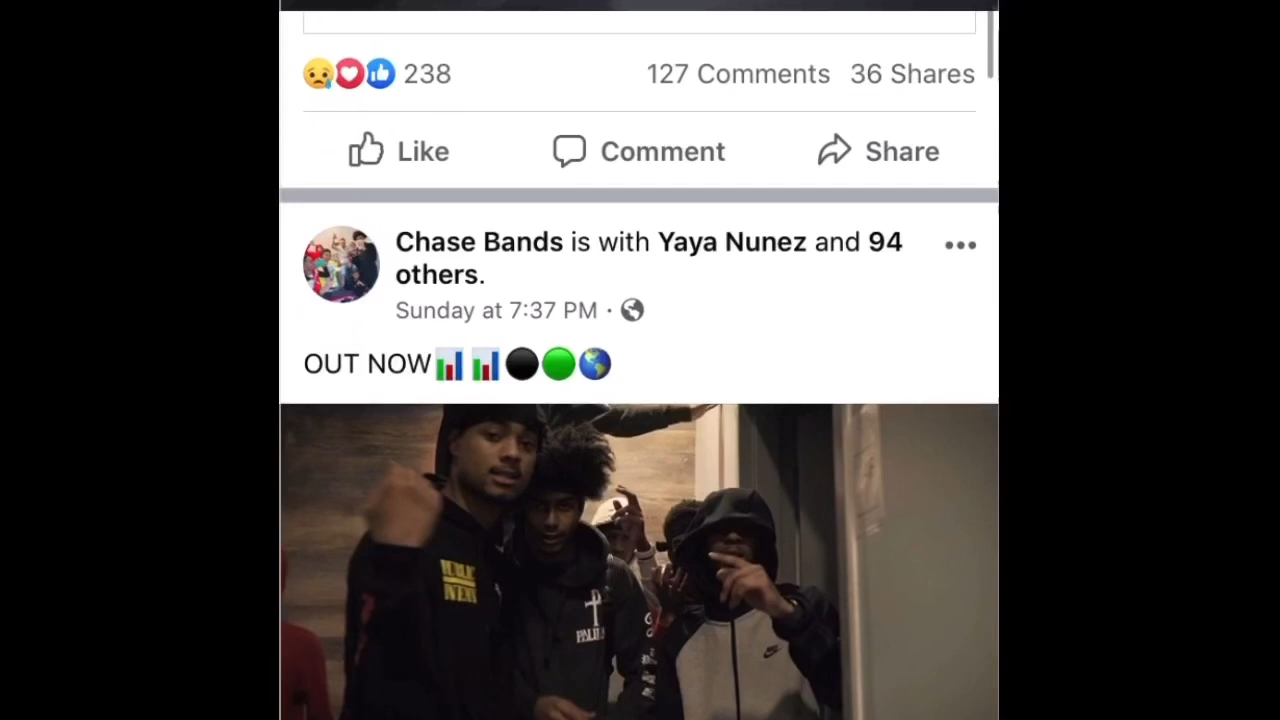 238
127 Comments 36 Shares
Like Comment Share
Chase Bands is with Yaya Nunez and 94
others.
Sunday at 7:37 PM ·
OUT NOW